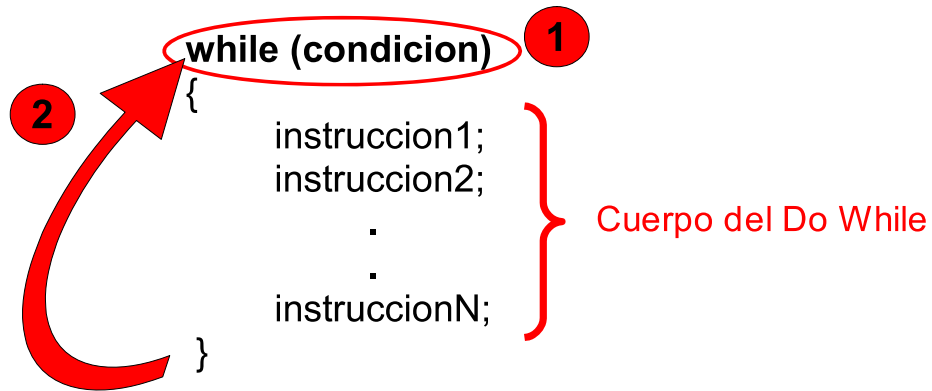 while (condicion)
1
{
2
instruccion1;
instruccion2;
.
.
instruccionN;
}
Cuerpo del Do While